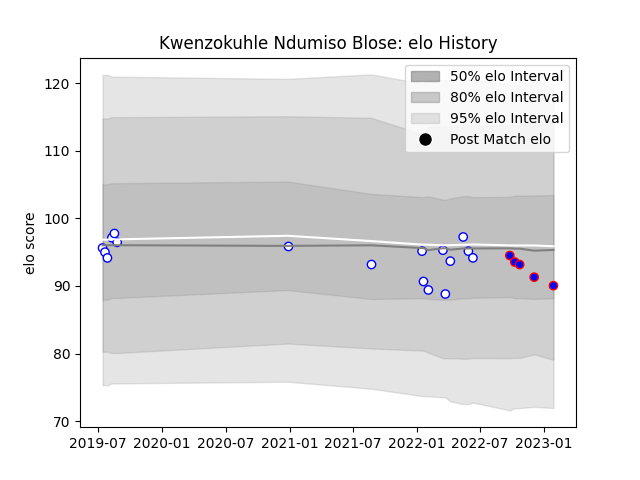 Kwenzokuhle Ndumiso Blose: elo History
50% elo Interval
80% elo Interval
95% elo Interval
Post Match elo
elo score
120
110
100
90
80
70
2019-07 2020-01 2020-07 2021-01 2021-07 2022-01 2022-07 2023-01